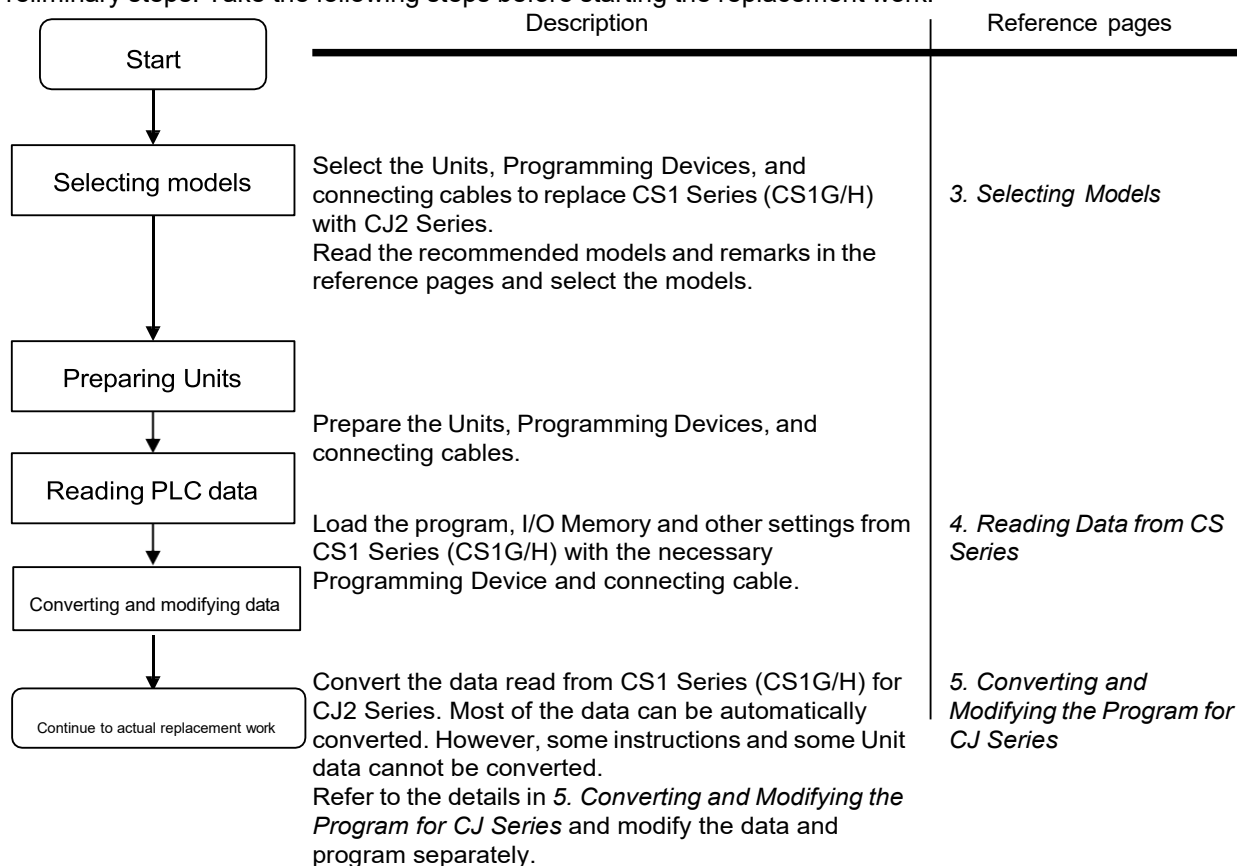 reliminary steps. Take the following steps before starting the replacement work.
Description
Reference pages
Start
Selecting models
Select the Units, Programming Devices, and
connecting cables to replace CS1 Series (CS1G/H)
with CJ2 Series.
Read the recommended models and remarks in the
reference pages and select the models.
3. Selecting Models
Preparing Units
Prepare the Units, Programming Devices, and
connecting cables.
Reading PLC data
Load the program, I/O Memory and other settings from
CS1 Series (CS1G/H) with the necessary
Programming Device and connecting cable.
4. Reading Data from CS
Series
Converting and modifying data
Convert the data read from CS1 Series (CS1G/H) for
CJ2 Series. Most of the data can be automatically
converted. However, some instructions and some Unit
data cannot be converted.
Refer to the details in 5. Converting and Modifying the
Program for CJ Series and modify the data and
program separately.
5. Converting and
Modifying the Program for
CJ Series
Continue to actual replacement work